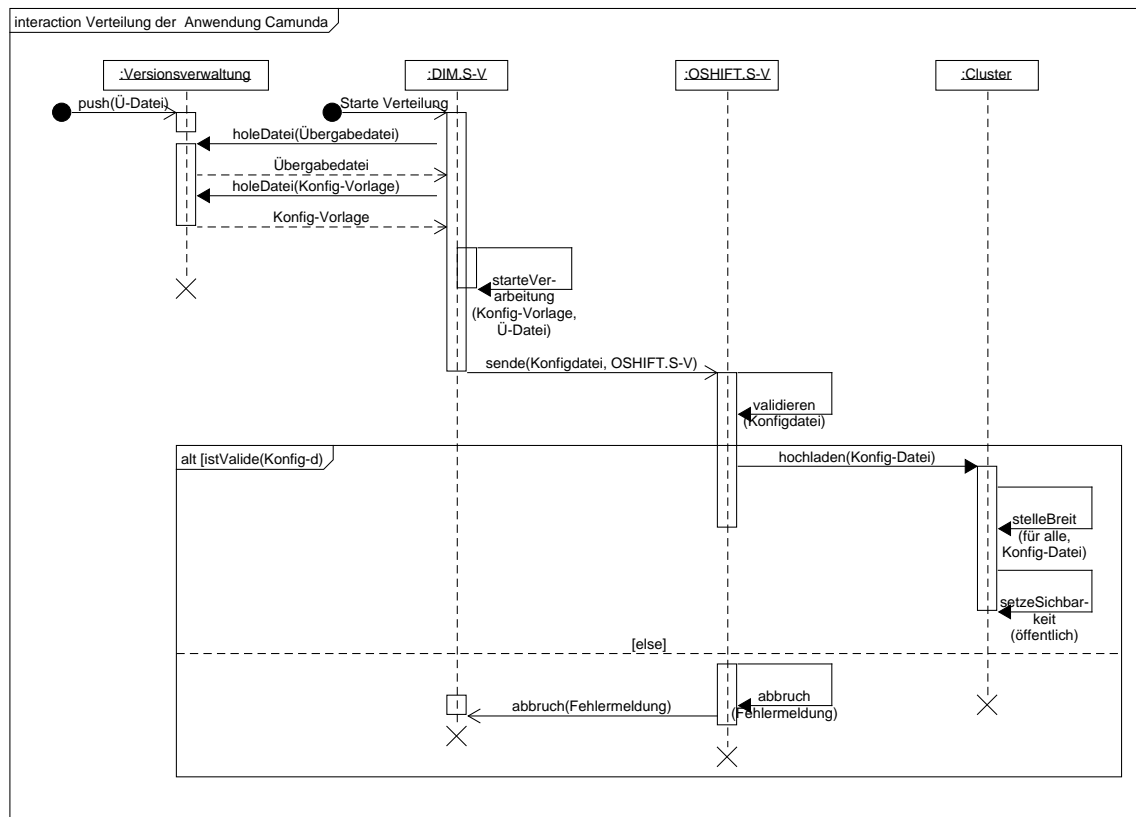 interaction Verteilung der  Anwendung Camunda
:Versionsverwaltung
:DIM.S-V
:OSHIFT.S-V
:Cluster
push(Ü-Datei)
Starte Verteilung
holeDatei(Übergabedatei)
Übergabedatei
holeDatei(Konfig-Vorlage)
Konfig-Vorlage
starteVer-
arbeitung
(Konfig-Vorlage,
Ü-Datei)
sende(Konfigdatei, OSHIFT.S-V)
validieren
(Konfigdatei)
alt [istValide(Konfig-d)
hochladen(Konfig-Datei)
stelleBreit
(für alle,
Konfig-Datei)
setzeSichbar-
keit
(öffentlich)
[else]
abbruch
(Fehlermeldung)
abbruch(Fehlermeldung)